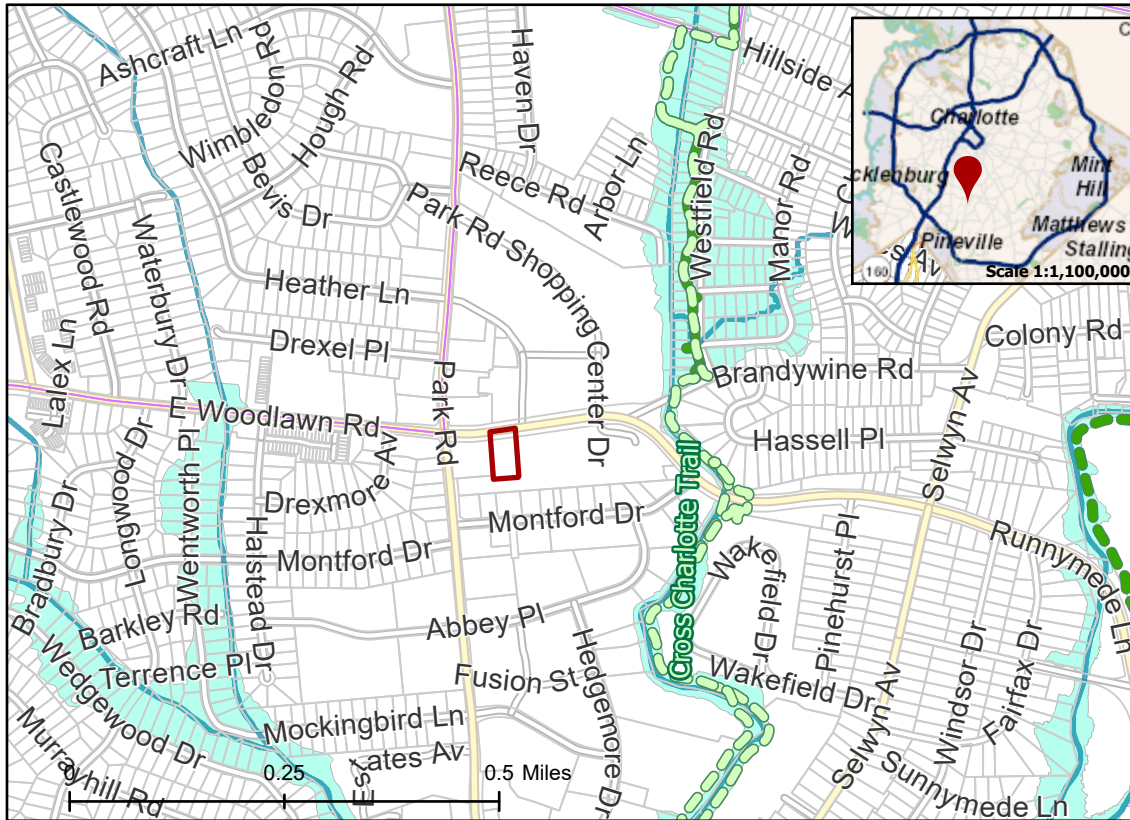 Ashcraft Ln
Wimbledon Rd
Hough Rd
Haven Dr
Hillside A
Castlewood Rd
Bevis Dr
Reece Rd
Arbor Ln
Westfield Rd
Manor Rd
Waterbury Dr
Park Rd Shopping Center Dr
Heather Ln
Drexel Pl
Lalex Ln
E Woodlawn Rd
Park Rd
Brandywine Rd
Colony Rd
Hassell Pl
Selwyn Av
Longwood Dr
Wentworth Pl
Drexmore Av
Bradbury Dr
Halstead Dr
Montford Dr
Montford Dr
Cross Charlotte Trail
Runnymede Ln
Wakefield Dr
Pinehurst Pl
Barkley Rd
Abbey Pl
Terrence Pl
Fusion St
Hedgemore Dr
Wakefield Dr
Windsor Dr
Fairfax Dr
Wedgewood Dr
Mockingbird Ln
Murrayhill Rd
Selwyn Av
Sunnymede Ln
0
0.25
0.5 Miles
C
Charlotte
cklenburg
Mint
Hill
Matthews
Stalling
Pineville
160
Scale 1:1,100,000